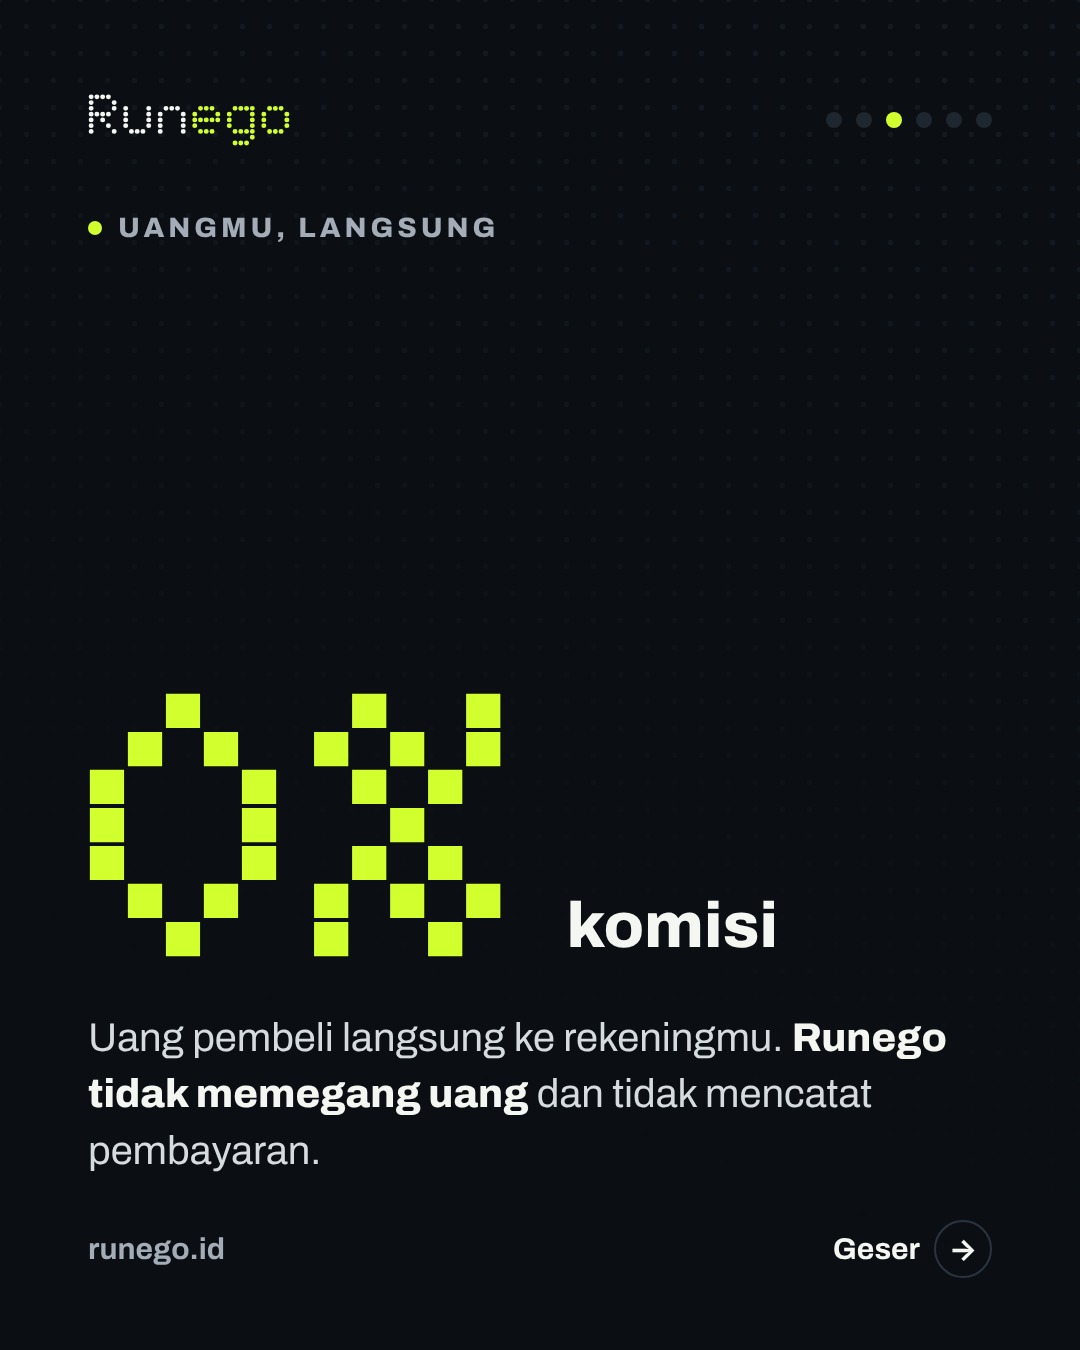 Runego
UANGMU, LANGSUNG
0%
komisi
Uang pembeli langsung ke rekeningmu. Runego
tidak memegang uang dan tidak mencatat
pembayaran.
runego.id
Geser →